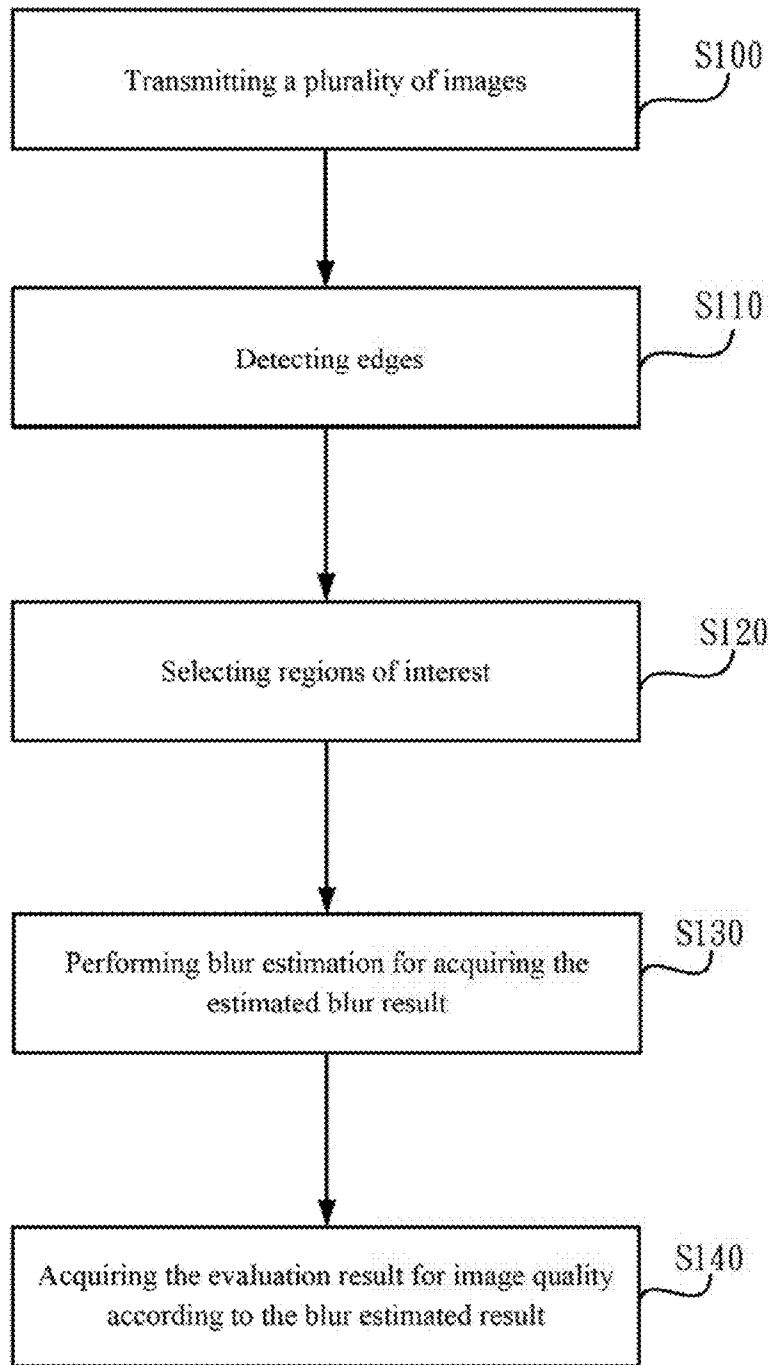 Transmitting a plurality of images
S100
Detecting edges
S110
Selecting regions of interest
S120
Performing blur estimation for acquiring the
estimated blur result
S130
Acquiring the evaluation result for image quality
according to the blur estimated result
S140